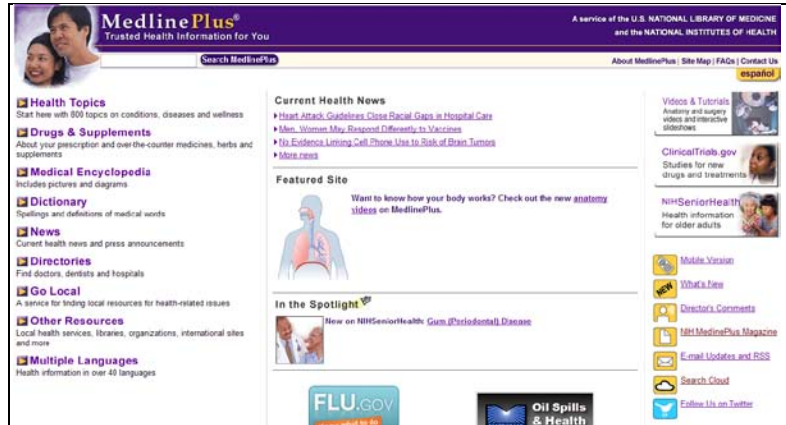 MedlinePlus®
Trusted Health Information for You
A service of the U.S. NATIONAL LIBRARY OF MEDICINE
and the NATIONAL INSTITUTES OF HEALTH
Search MedlinePlus
About MedlinePlus | Site Map | FAQs | Contact Us
español
Health Topics
Start here with 800 topics on conditions, diseases and wellness
Drugs & Supplements
About your prescription and over-the-counter medicines, herbs and
supplements
Medical Encyclopedia
Includes pictures and diagrams
Dictionary
Spellings and definitions of medical words
News
Current health news and press announcements
Directories
Find doctors, dentists and hospitals
Go Local
A service for finding local resources for health-related issues
Other Resources
Local health services, libraries, organizations, international sites
and more
Multiple Languages
Health information in over 40 languages
Current Health News
Heart Attack Guidelines Close Racial Gaps in Hospital Care
Men, Women May Respond Differently to Vaccines
No Evidence Linking Cell Phone Use to Risk of Brain Tumors
More news
Featured Site
Want to know how your body works? Check out the new anatomy
videos on MedlinePlus.
In the Spotlight
New on NIHSeniorHealth: Gum (Periodontal) Disease
FLU.GOV
Oil Spills
& Health
Videos & Tutorials
Anatomy and surgery
videos and interactive
slideshows
ClinicalTrials.gov
Studies for new
drugs and treatments
NIHSeniorHealth
Health information
for older adults
Mobile Version
NEW
What's New
Director's Comments
NIH MedlinePlus Magazine
E-mail Updates and RSS
Search Cloud
Follow Us on Twitter